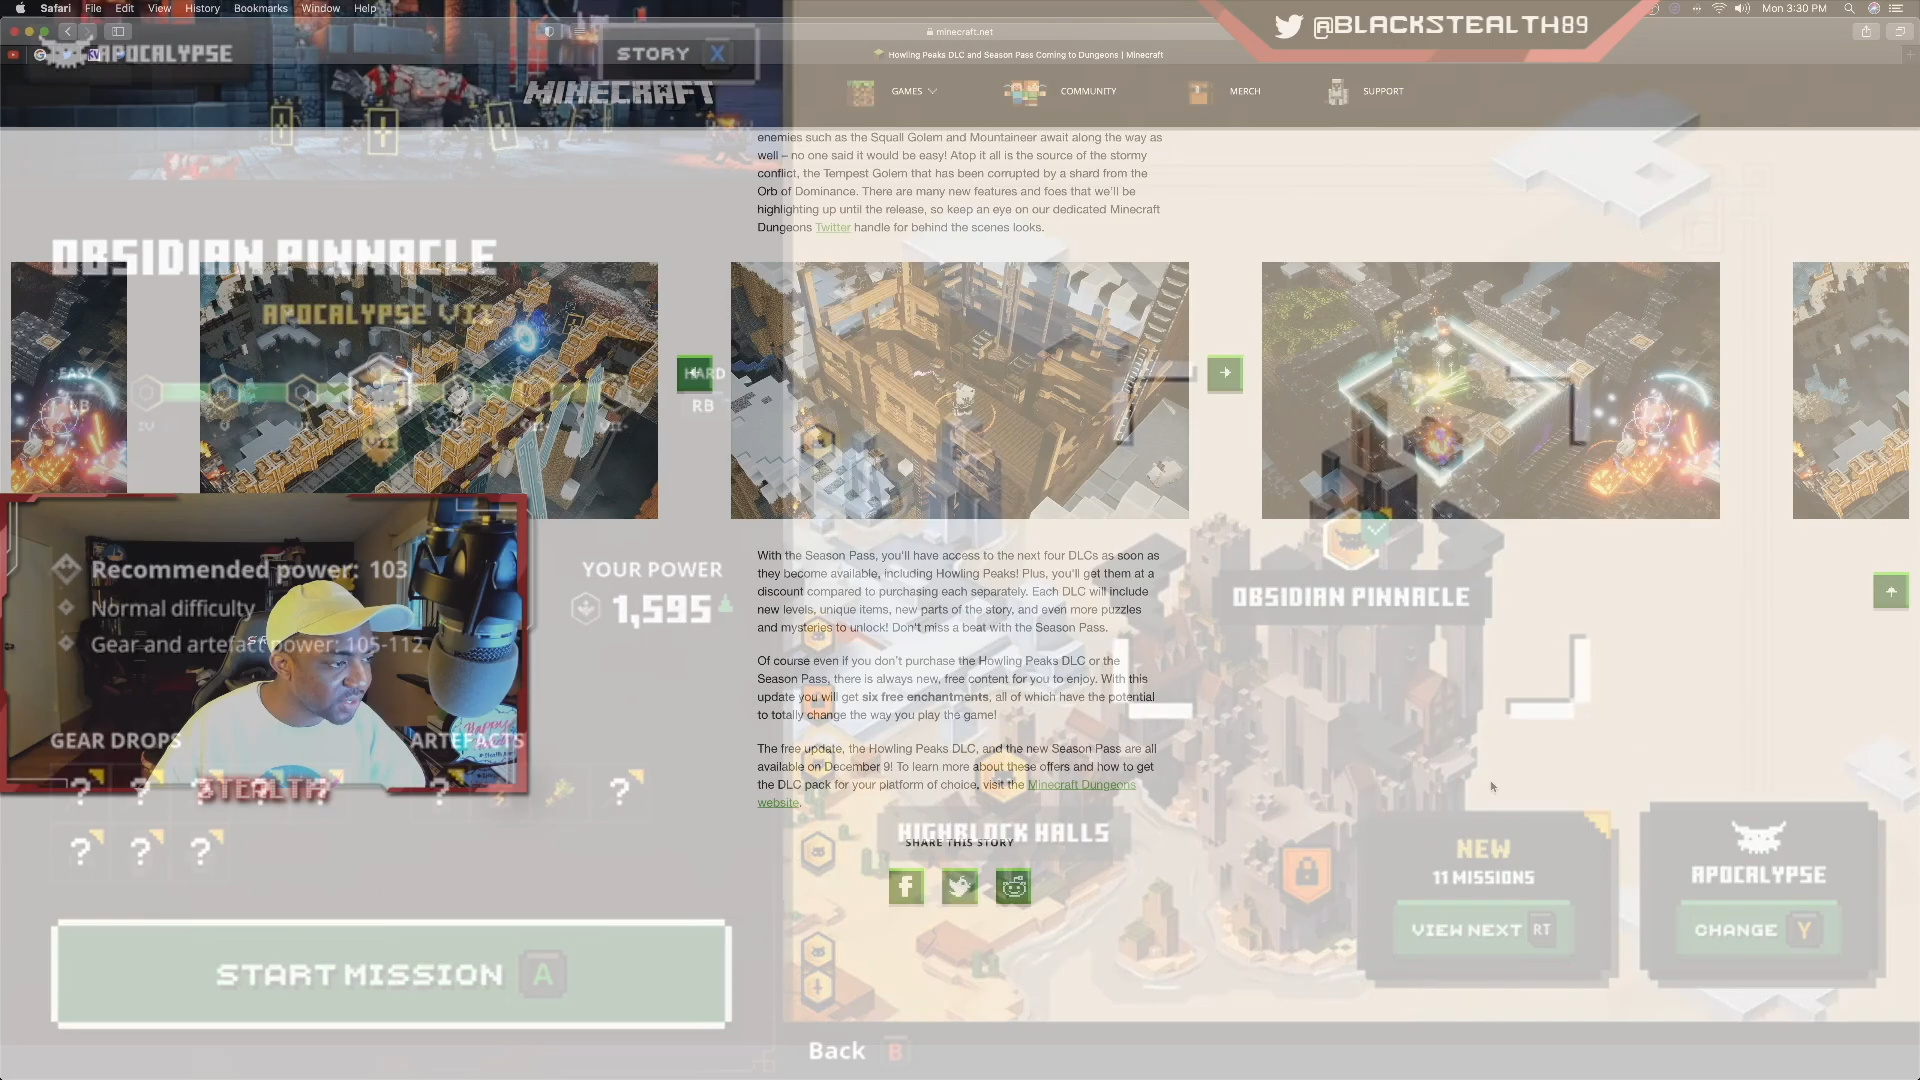 Safari File Edit View History Bookmarks Window Help
Mon 3:30 PM
@BLACKSTEALTH89
minecraft.net
Howling Peaks DLC and Season Pass Coming to Dungeons | Minecraft
APOCALYPSE
STORY X
MINECRAFT
GAMES
COMMUNITY
MERCH
SUPPORT
enemies such as the Squall Golem and Mountaineer await along the way as
well – no one said it would be easy! Atop it all is the source of the stormy
conflict, the Tempest Golem that has been corrupted by a shard from the
Orb of Dominance. There are many new features and foes that we'll be
highlighting up until the release, so keep an eye on our dedicated Minecraft
Dungeons Twitter handle for behind the scenes looks.
OBSIDIAN PINNACLE
APOCALYPSE VII
EASY
LB
HARD
RB
IV
VII
With the Season Pass, you'll have access to the next four DLCs as soon as
they become available, including Howling Peaks! Plus, you'll get them at a
discount compared to purchasing each separately. Each DLC will include
new levels, unique items, new parts of the story, and even more puzzles
and mysteries to unlock! Don't miss a beat with the Season Pass.
Recommended power: 103
Normal difficulty
Gear and artefact power: 105-112
YOUR POWER
1,595
OBSIDIAN PINNACLE
Of course even if you don't purchase the Howling Peaks DLC or the
Season Pass, there is always new, free content for you to enjoy. With this
update you will get six free enchantments, all of which have the potential
to totally change the way you play the game!
The free update, the Howling Peaks DLC, and the new Season Pass are all
available on December 9! To learn more about these offers and how to get
the DLC pack for your platform of choice, visit the Minecraft Dungeons
website.
GEAR DROPS
ARTEFACTS
STEALTH
? ? ? ? ? ? ?
? ? ?
HIGHBLOCK HALLS
SHARE THIS STORY
NEW
11 MISSIONS
VIEW NEXT RT
APOCALYPSE
CHANGE Y
START MISSION A
Back B